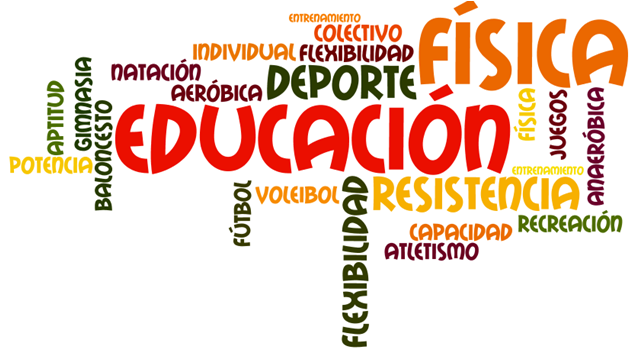 ENTRENAMIENTO
COLECTIVO
FÍSICA
INDIVIDUAL
FLEXIBILIDAD
NATACIÓN
DEPORTE
AERÓBICA
APTITUD
GIMNASIA
BALONCESTO
POTENCIA
EDUCACIÓN
FÍSICA
JUEGOS
ANAERÓBICA
ENTRENAMIENTO
FÚTBOL
VOLEIBOL
FLEXIBILIDAD
RESISTENCIA
CAPACIDAD
RECREACIÓN
ATLETISMO